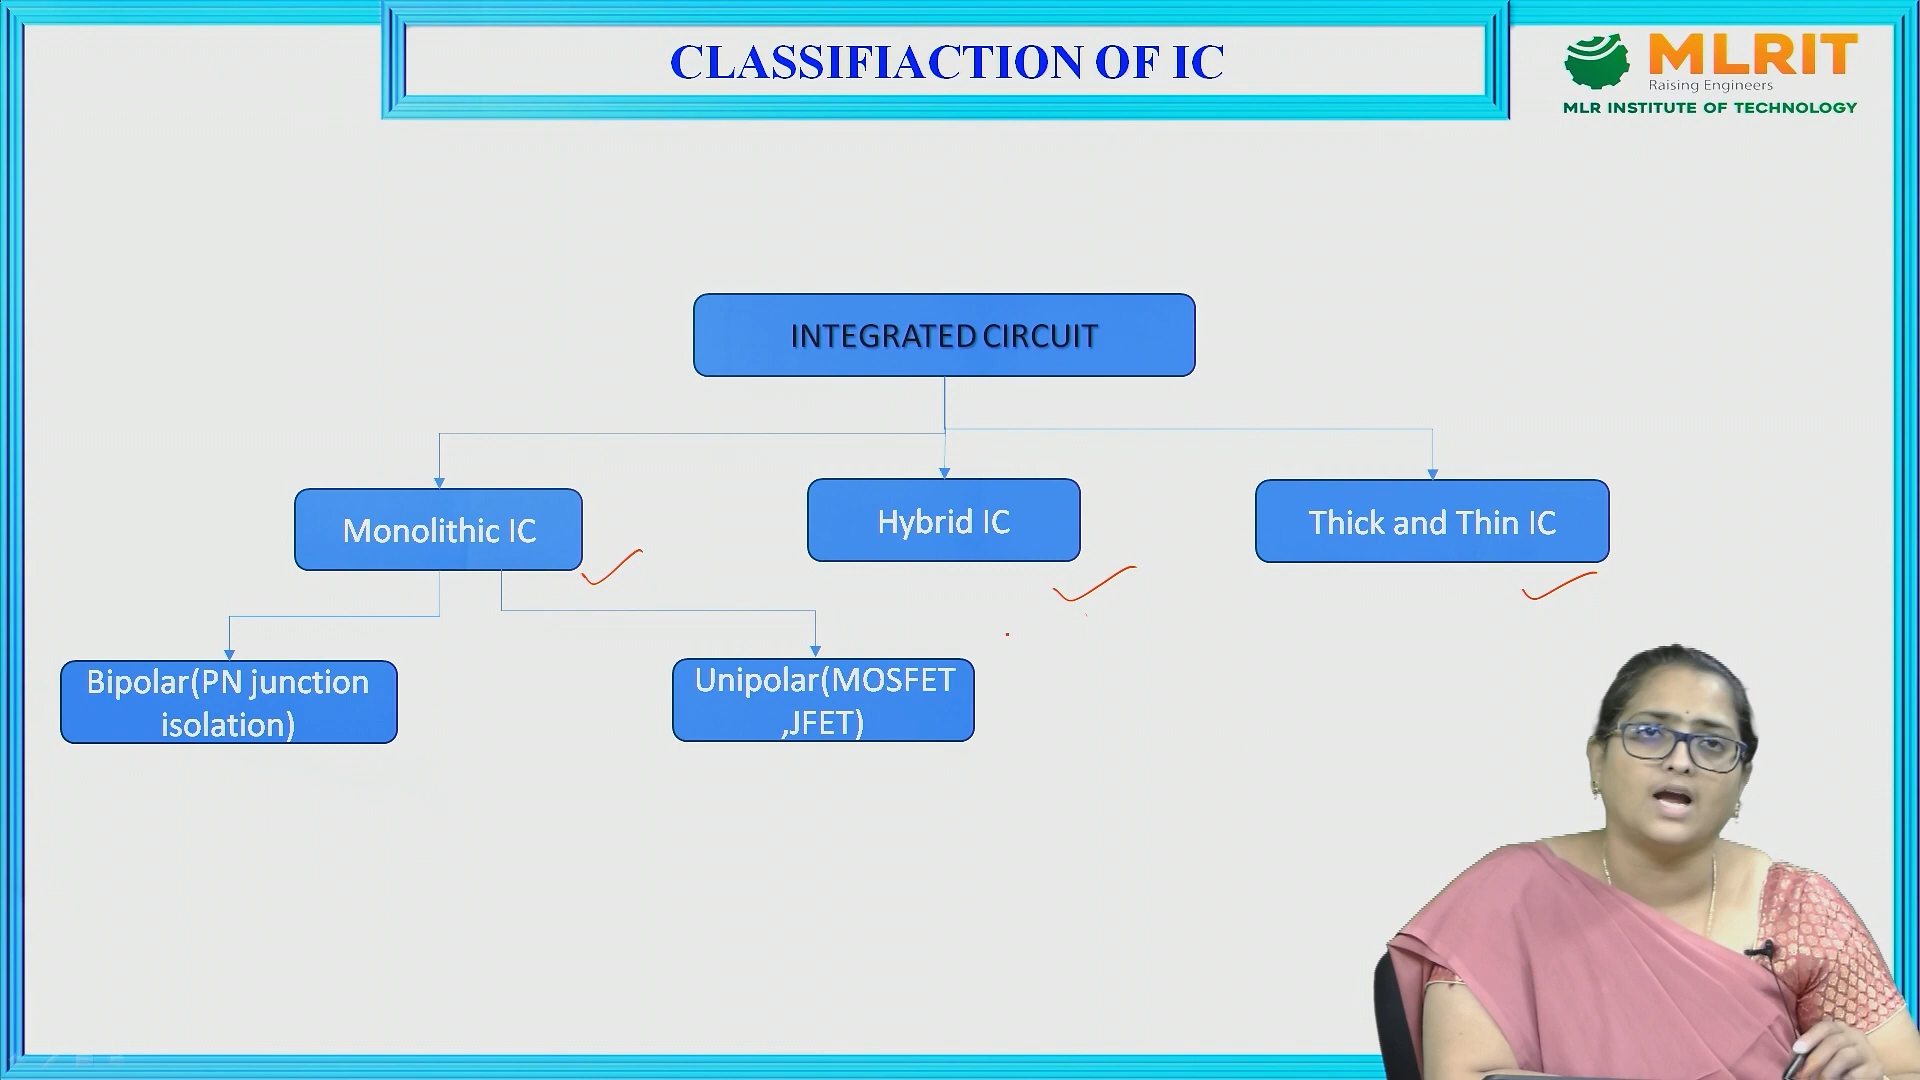 CLASSIFIACTION OF IC
MLRIT
Raising Engineers
MLR INSTITUTE OF TECHNOLOGY
INTEGRATED CIRCUIT
Monolithic IC
Hybrid IC
Thick and Thin IC
Bipolar(PN junction
isolation)
Unipolar(MOSFET
,JFET)